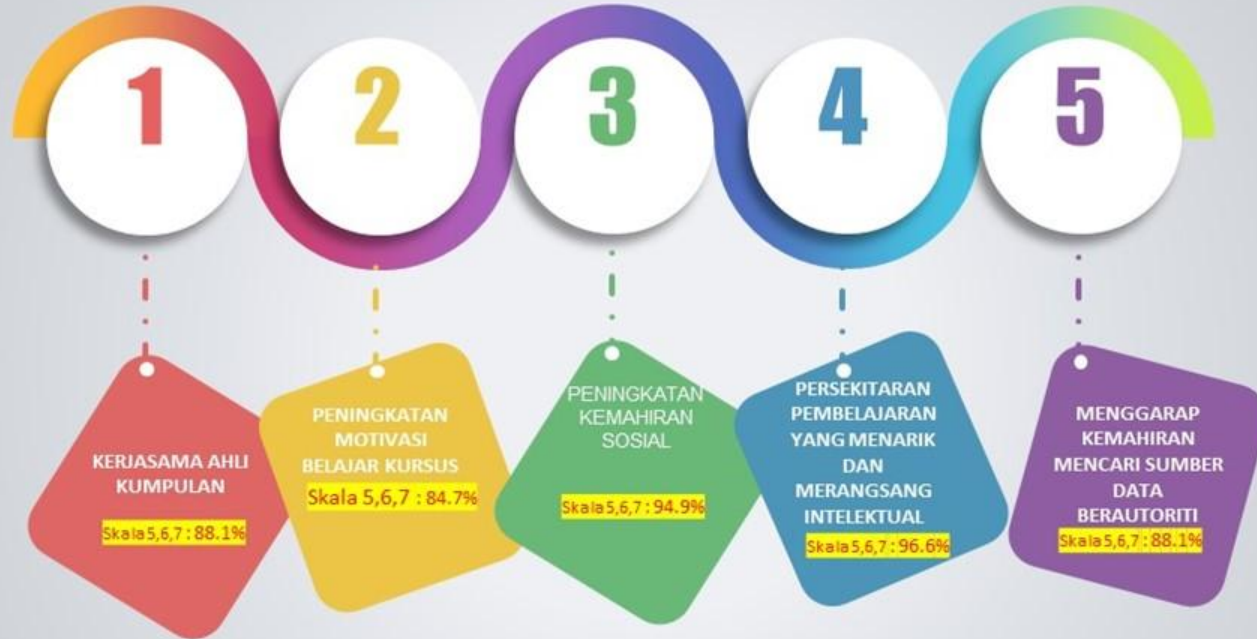 1
2
3
4
5
KERJASAMA AHLI
KUMPULAN
Skala 5,6,7 : 88.1%
PENINGKATAN
MOTIVASI
BELAJAR KURSUS
Skala 5,6,7 : 84.7%
PENINGKATAN
KEMAHIRAN
SOSIAL
Skala 5,6,7 : 94.9%
PERSEKITARAN
PEMBELAJARAN
YANG MENARIK
DAN
MERANGSANG
INTELEKTUAL
Skala 5,6,7 : 96.6%
MENGGARAP
KEMAHIRAN
MENCARI SUMBER
DATA
BERAUTORITI
Skala 5,6,7 : 88.1%